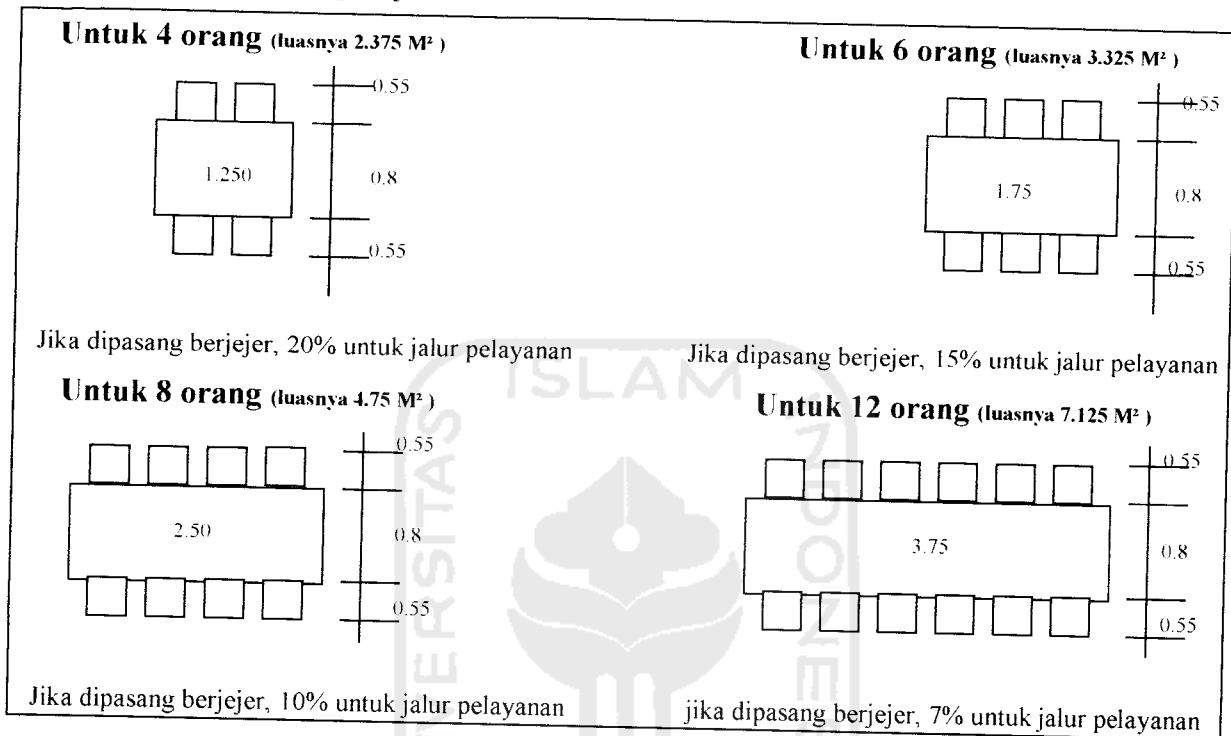 Untuk 4 orang (luasnya 2.375 M² )
0.55
1.250
0.8
0.55
Jika dipasang berjejer, 20% untuk jalur pelayanan
Untuk 6 orang (luasnya 3.325 M² )
0.55
1.75
0.8
0.55
Jika dipasang berjejer, 15% untuk jalur pelayanan
Untuk 8 orang (luasnya 4.75 M² )
0.55
2.50
0.8
0.55
Jika dipasang berjejer, 10% untuk jalur pelayanan
Untuk 12 orang (luasnya 7.125 M² )
0.55
3.75
0.8
0.55
jika dipasang berjejer, 7% untuk jalur pelayanan
ISLAM